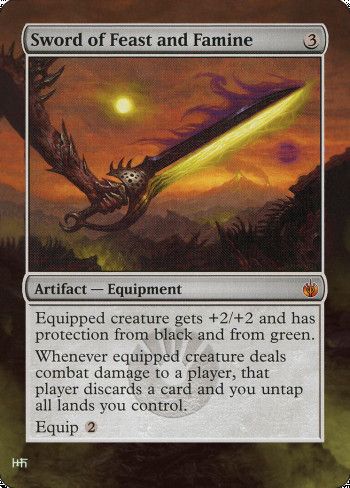 Sword of Feast and Famine 3
Artifact — Equipment
Equipped creature gets +2/+2 and has
protection from black and from green.
Whenever equipped creature deals
combat damage to a player, that
player discards a card and you untap
all lands you control.
Equip 2